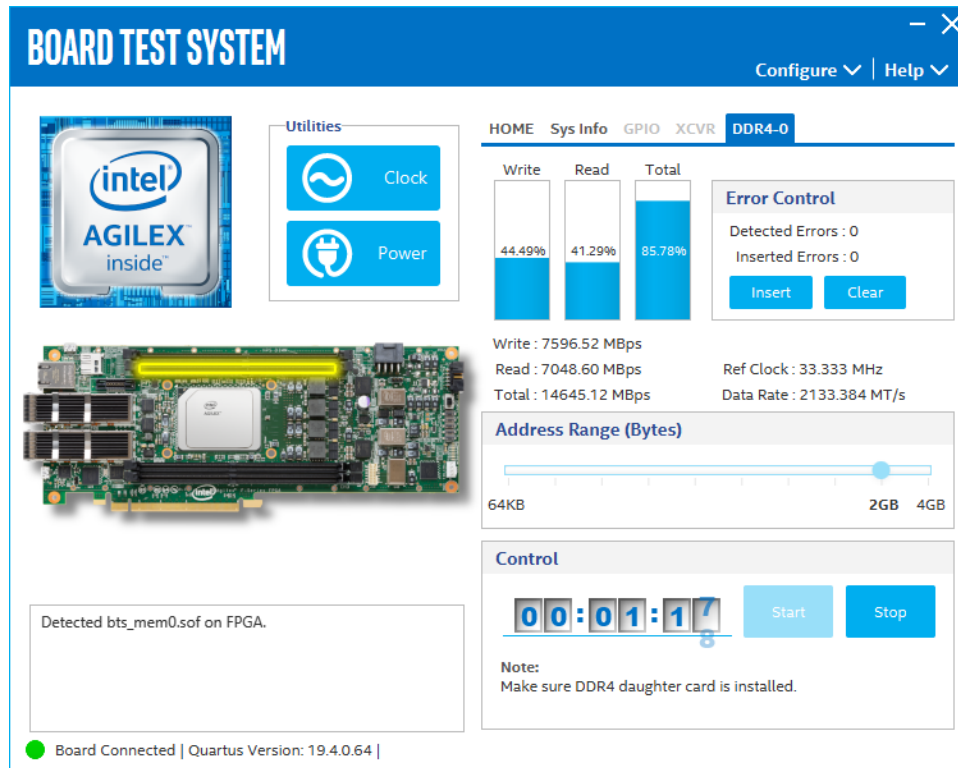 BOARD TEST SYSTEM
Configure | Help
intel
AGILEX™
inside™
Utilities
Clock
Power
HOME Sys Info GPIO XCVR DDR4-0
Write Read Total
44.49% 41.29% 85.78%
Error Control
Detected Errors : 0
Inserted Errors : 0
Insert Clear
Write : 7596.52 MBps
Read : 7048.60 MBps
Total : 14645.12 MBps
Ref Clock : 33.333 MHz
Data Rate : 2133.384 MT/s
Address Range (Bytes)
64KB 2GB 4GB
intel
Control
00:01:17
8
Start Stop
Note:
Make sure DDR4 daughter card is installed.
Detected bts_mem0.sof on FPGA.
Board Connected | Quartus Version: 19.4.0.64 |